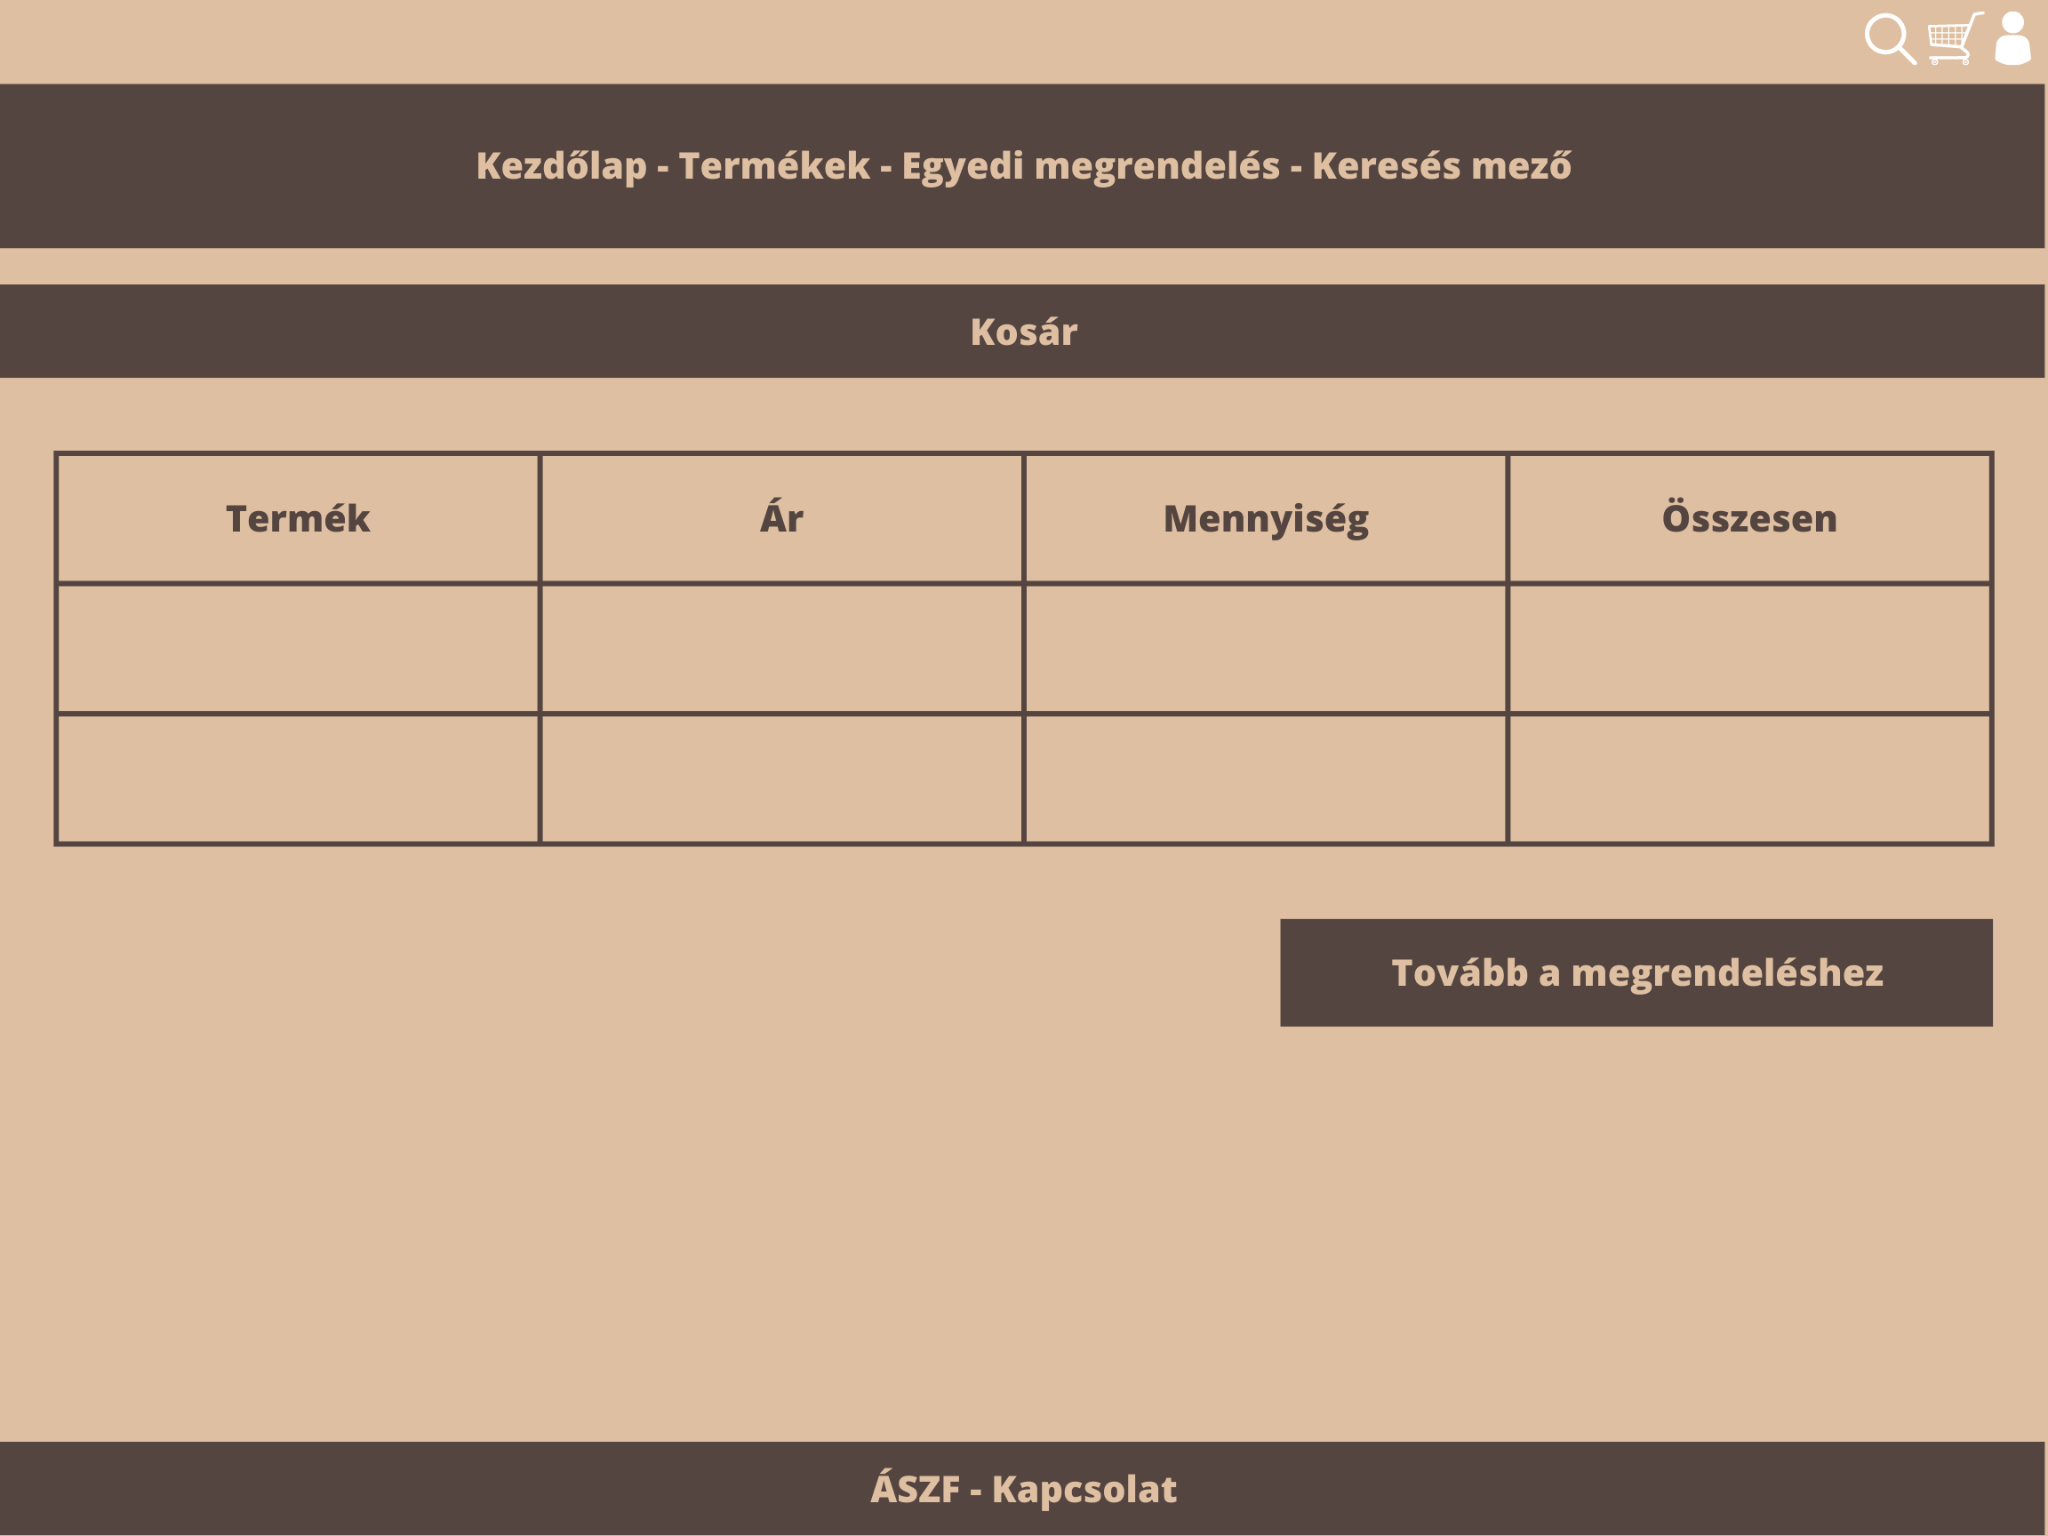 Kezdőlap - Termékek - Egyedi megrendelés - Keresés mező
Kosár
Termék Ár Mennyiség Összesen
Tovább a megrendeléshez
ÁSZF - Kapcsolat